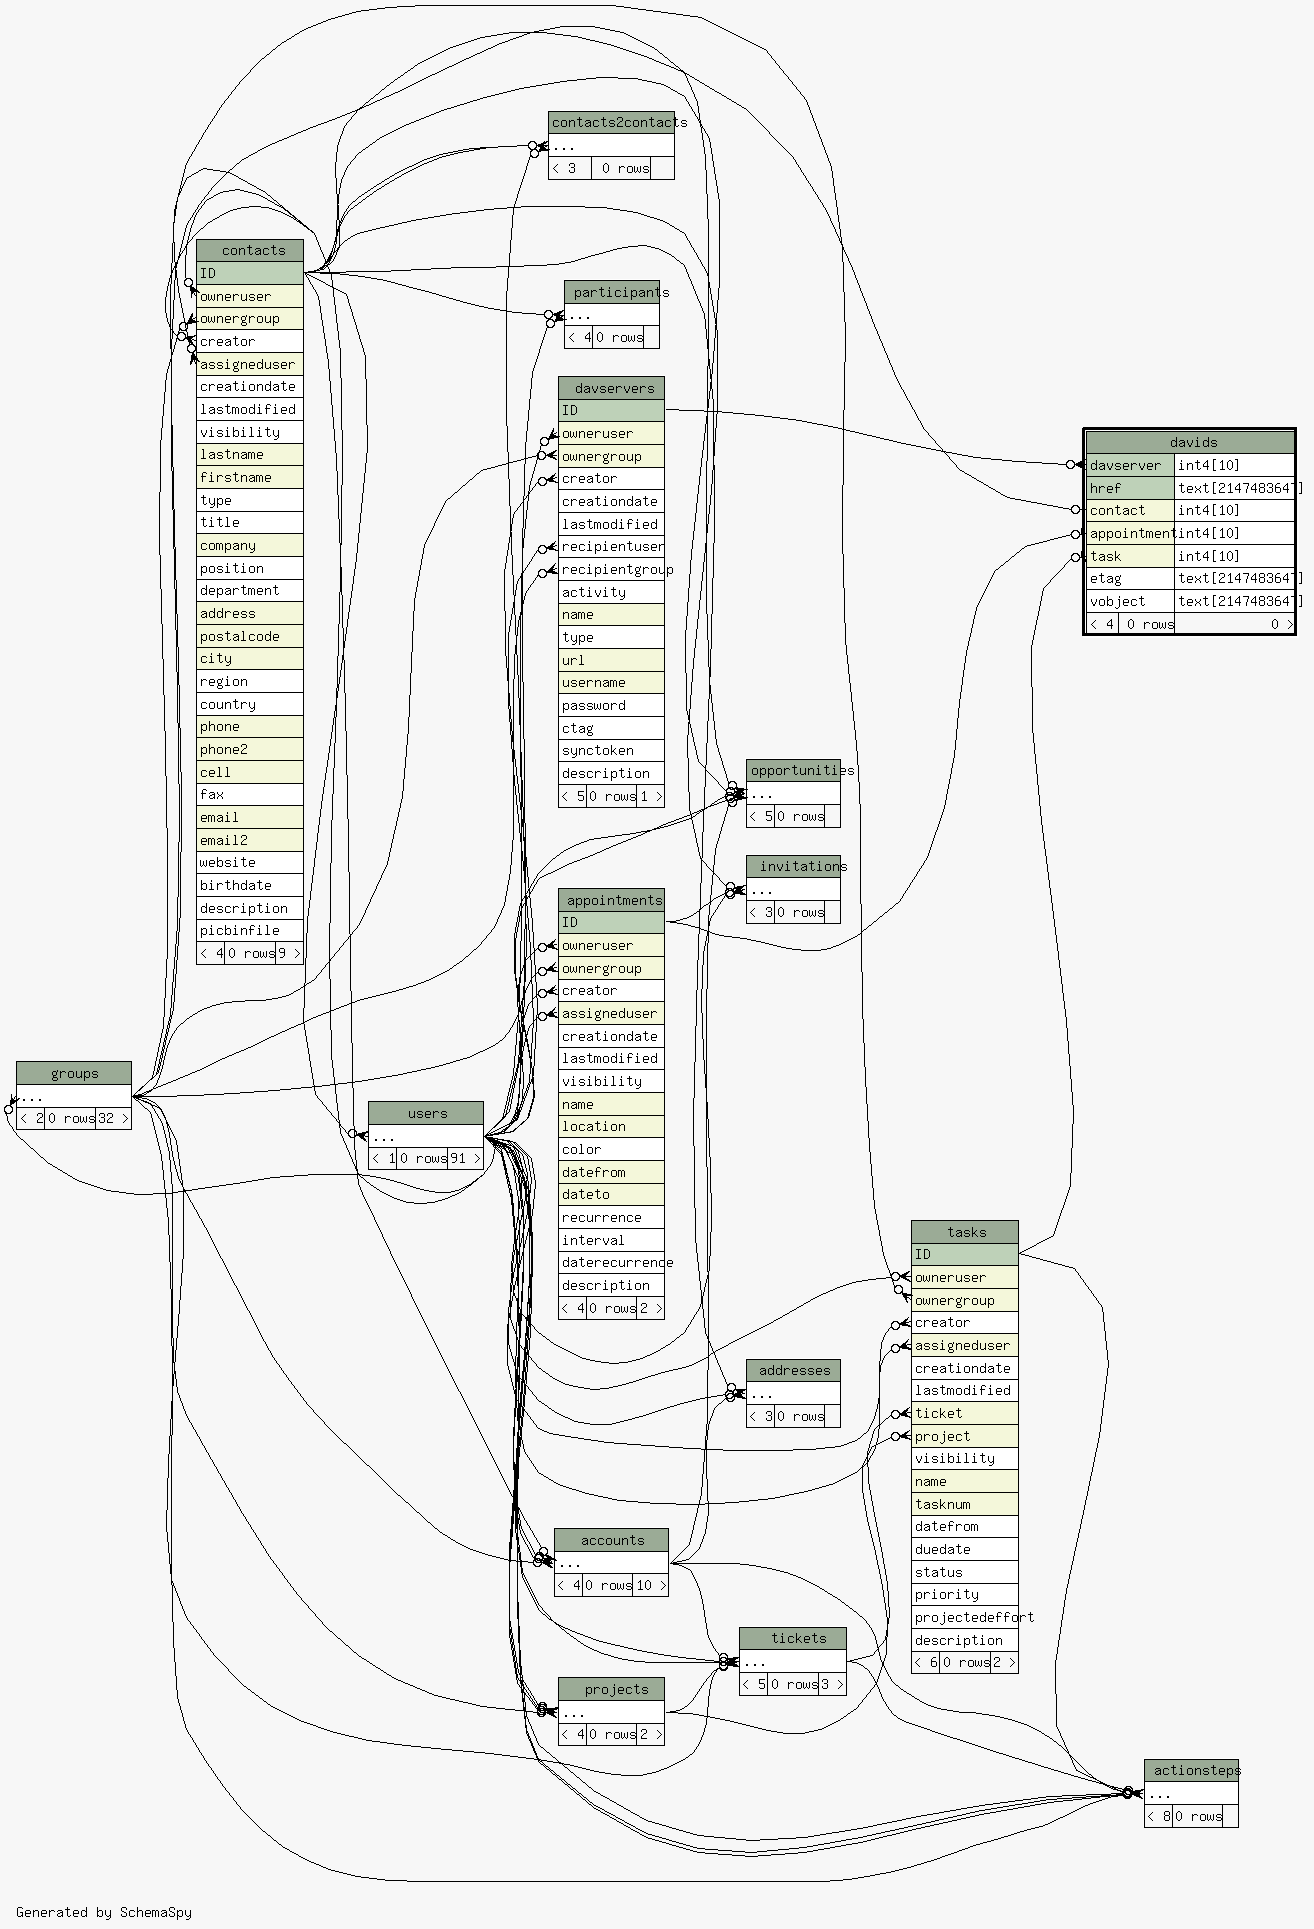 contacts2contacts
...
< 3 0 rows
contacts
ID
owneruser
ownergroup
creator
assigneduser
creationdate
lastmodified
visibility
lastname
firstname
type
title
company
position
department
address
postalcode
city
region
country
phone
phone2
cell
fax
email
email2
website
birthdate
description
picbinfile
< 4 0 rows 9 >
participants
...
< 4 0 rows
davservers
ID
owneruser
ownergroup
creator
creationdate
lastmodified
recipientuser
recipientgroup
activity
name
type
url
username
password
ctag
synctoken
description
< 5 0 rows 1 >
davids
davserver int4[10]
href text[2147483647]
contact int4[10]
appointment int4[10]
task int4[10]
etag text[2147483647]
vobject text[2147483647]
< 4 0 rows 0 >
opportunities
...
< 5 0 rows
invitations
...
< 3 0 rows
appointments
ID
owneruser
ownergroup
creator
assigneduser
creationdate
lastmodified
visibility
name
location
color
datefrom
dateto
recurrence
interval
daterecurrence
description
< 4 0 rows 2 >
groups
...
< 2 0 rows 32 >
users
...
< 1 0 rows 91 >
tasks
ID
owneruser
ownergroup
creator
assigneduser
creationdate
lastmodified
ticket
project
visibility
name
tasknum
datefrom
duedate
status
priority
projectedeffort
description
< 6 0 rows 2 >
addresses
...
< 3 0 rows
accounts
...
< 4 0 rows 10 >
tickets
...
< 5 0 rows 3 >
projects
...
< 4 0 rows 2 >
actionsteps
...
< 8 0 rows
Generated by SchemaSpy